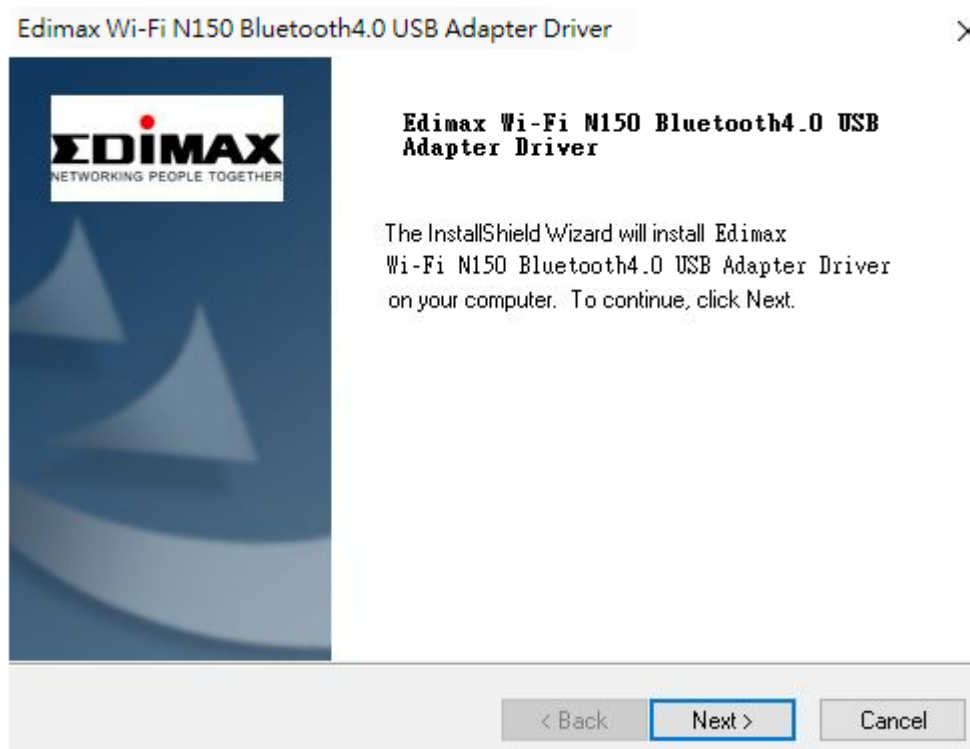 Edimax Wi-Fi N150 Bluetooth4.0 USB Adapter Driver
EDIMAX
NETWORKING PEOPLE TOGETHER
Edimax Wi-Fi N150 Bluetooth4.0 USB
Adapter Driver
The InstallShield Wizard will install Edimax
Wi-Fi N150 Bluetooth4.0 USB Adapter Driver
on your computer.  To continue, click Next.
< Back
Next >
Cancel